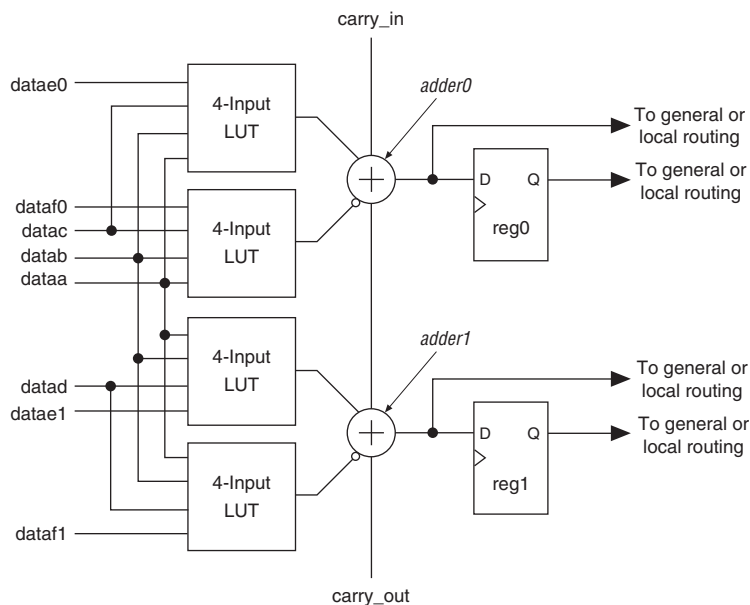 carry_in
adder0
datae0
4-Input
LUT
To general or
local routing
To general or
local routing
D Q
reg0
dataf0
datac
datab
dataa
4-Input
LUT
4-Input
LUT
adder1
To general or
local routing
To general or
local routing
D Q
reg1
datad
datae1
4-Input
LUT
dataf1
carry_out